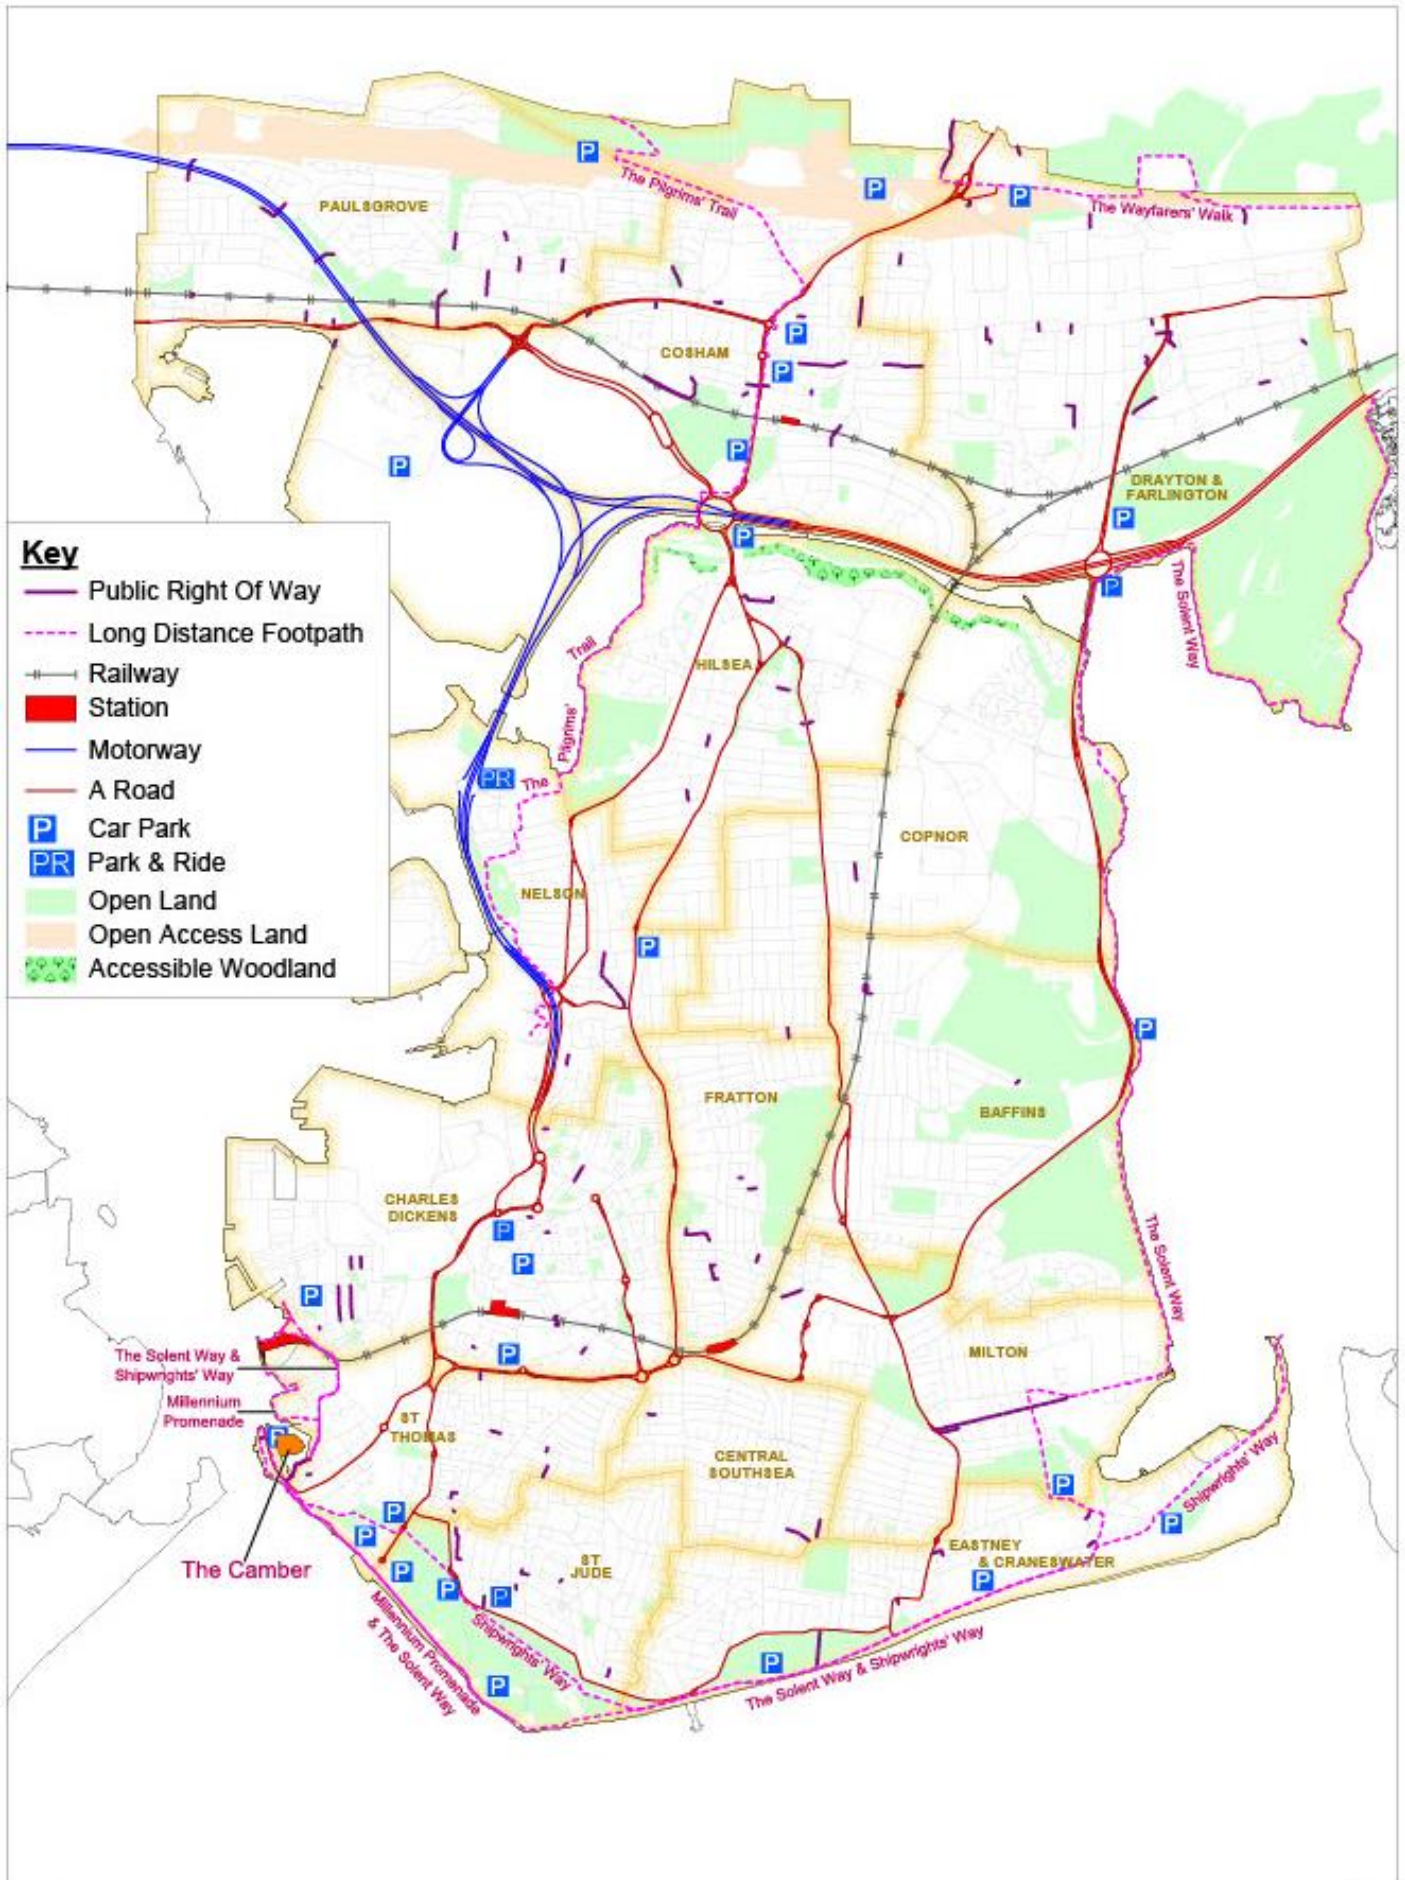 P
P
P
The Pilgrims' Trail
The Wayfarers' Walk
PAULSGROVE
P
COSHAM
P
P
P
DRAYTON &
FARLINGTON
P
P
Key
Public Right Of Way
Long Distance Footpath
Railway
Station
Motorway
A Road
P Car Park
PR Park & Ride
Open Land
Open Access Land
Accessible Woodland
P
The Solent Way
HILSEA
The Pilgrims' Trail
PR
COPNOR
NELSON
P
P
FRATTON
BAFFINS
CHARLES
DICKENS
P
P
P
The Solent Way
P
The Solent Way &
Shipwrights' Way
MILTON
Millennium
Promenade
ST
THOMAS
P
CENTRAL
SOUTHSEA
P
Shipwrights' Way
P
P
P
EASTNEY
& CRANESWATER
The Camber
ST
JUDE
P
P
P
P
Millennium Promenade
& The Solent Way
Shipwrights' Way
P
P
The Solent Way & Shipwrights' Way